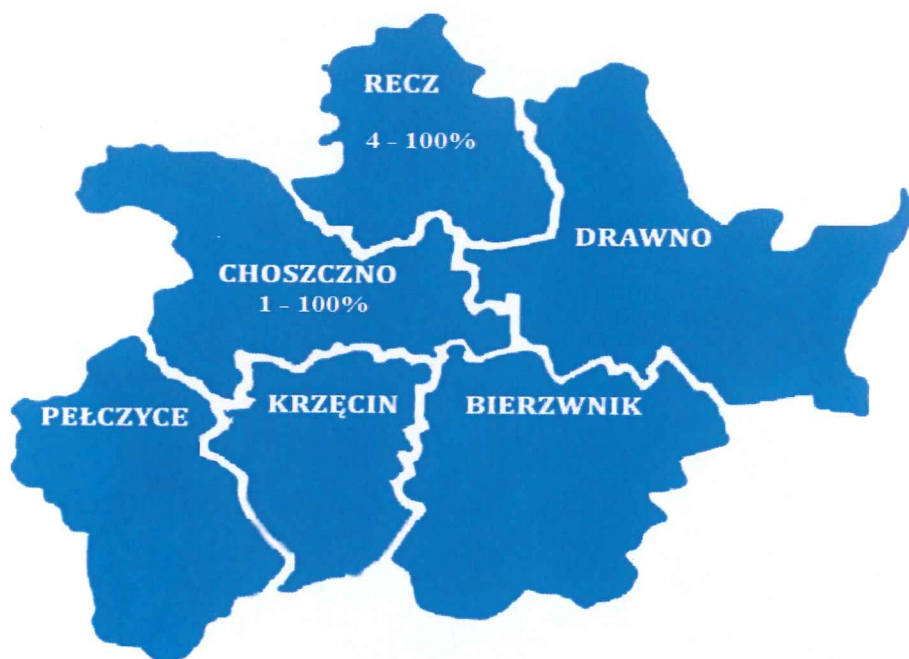 RECZ
4 - 100%
DRAWNO
CHOSZCZNO
1 - 100%
PEŁCZYCE
KRZĘCIN
BIERZWNIK